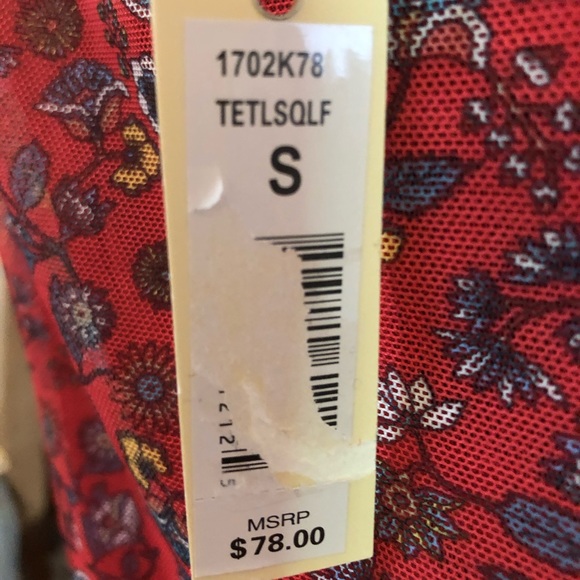 1702K78
TETLSQLF
S
MSRP
$78.00